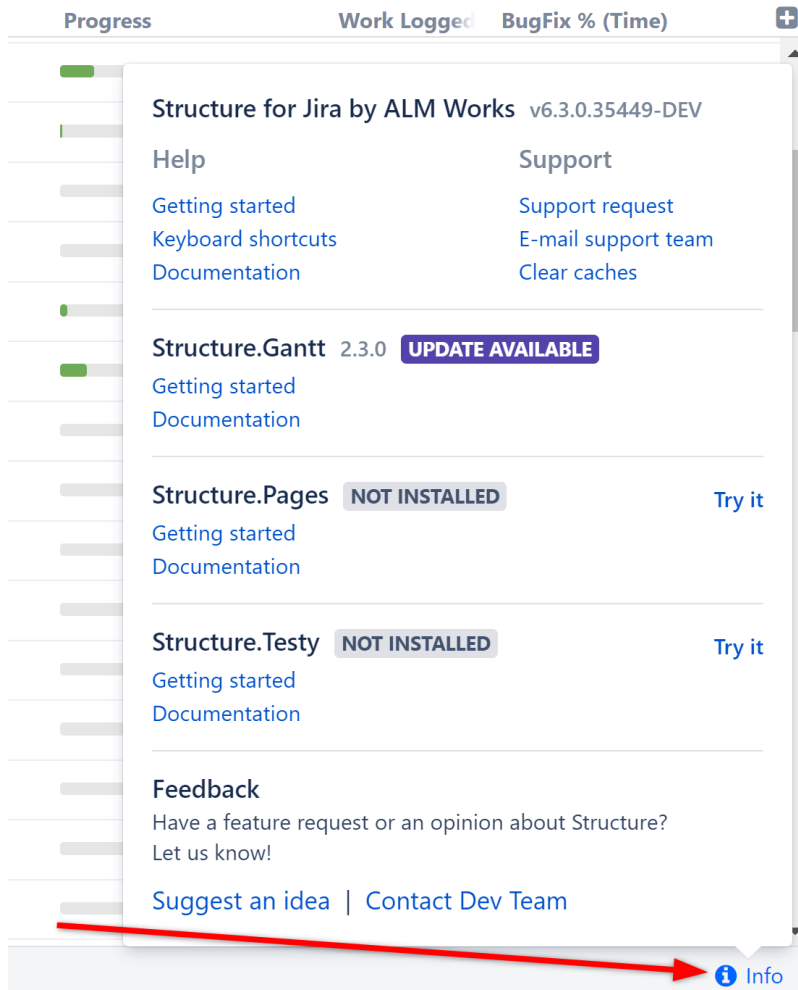 Progress Work Logged BugFix % (Time)
Structure for Jira by ALM Works v6.3.0.35449-DEV
Help
Getting started
Keyboard shortcuts
Documentation
Support
Support request
E-mail support team
Clear caches
Structure.Gantt 2.3.0 UPDATE AVAILABLE
Getting started
Documentation
Structure.Pages NOT INSTALLED Try it
Getting started
Documentation
Structure.Testy NOT INSTALLED Try it
Getting started
Documentation
Feedback
Have a feature request or an opinion about Structure?
Let us know!
Suggest an idea | Contact Dev Team
Info